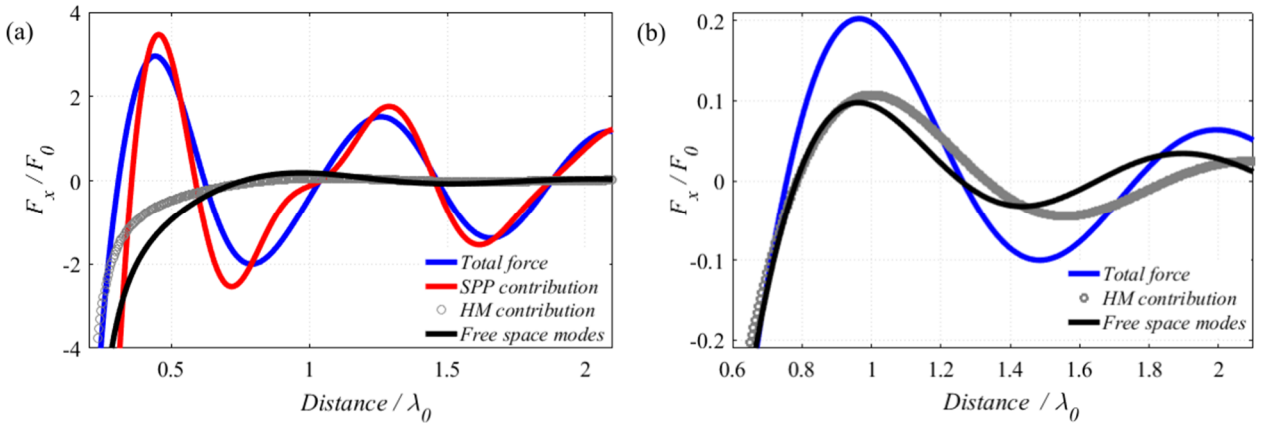 (a)
4
2
0
-2
-4
F_x / F_0
0.5
1
1.5
2
Distance / λ_0
Total force
SPP contribution
HM contribution
Free space modes
(b)
0.2
0.1
0
-0.1
-0.2
F_x / F_0
0.6
0.8
1
1.2
1.4
1.6
1.8
2
Distance / λ_0
Total force
HM contribution
Free space modes